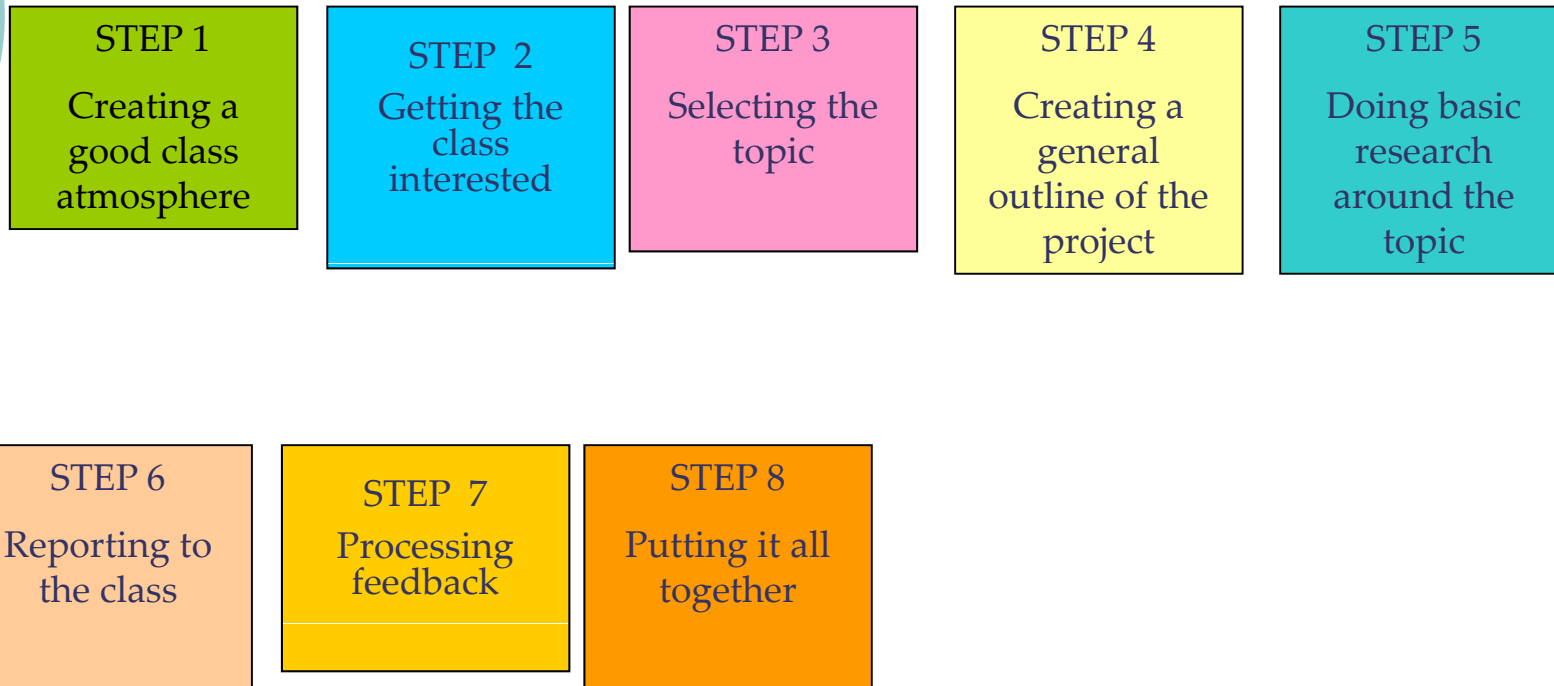 STEP 1
Creating a
good class
atmosphere
STEP 2
Getting the
class
interested
STEP 3
Selecting the
topic
STEP 4
Creating a
general
outline of the
project
STEP 5
Doing basic
research
around the
topic
STEP 6
Reporting to
the class
STEP 7
Processing
feedback
STEP 8
Putting it all
together